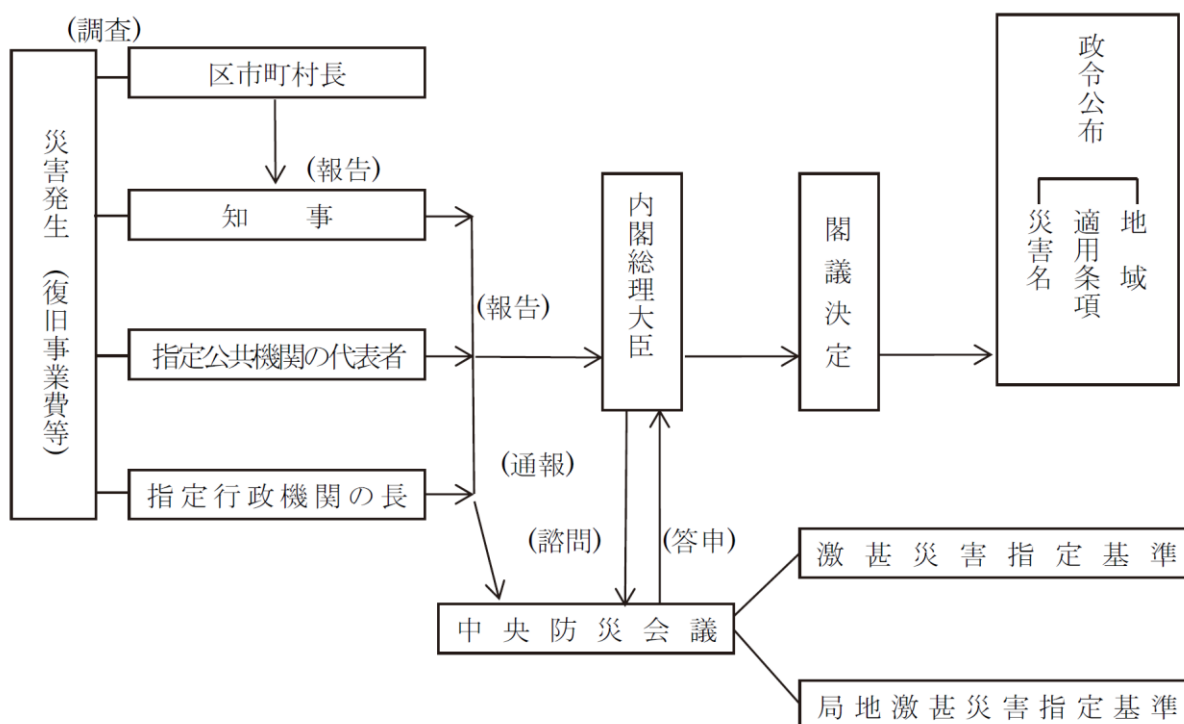 (調査)
災害発生 (復旧事業費等)
区市町村長
(報告)
知 事
指定公共機関の代表者
指定行政機関の長
(報告)
(通報)
内閣総理大臣
閣議決定
政令公布
地域
適用条項
災害名
(諮問)
(答申)
中央防災会議
激甚災害指定基準
局地激甚災害指定基準